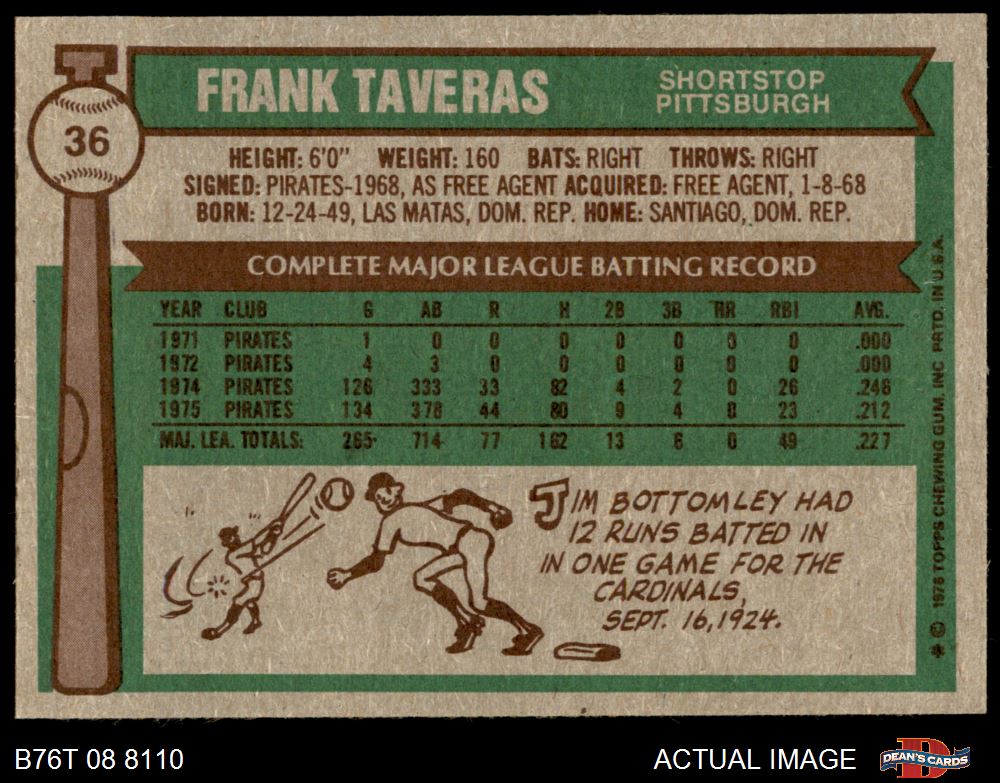 36
FRANK TAVERAS
SHORTSTOP
PITTSBURGH
HEIGHT: 6'0" WEIGHT: 160 BATS: RIGHT THROWS: RIGHT
SIGNED: PIRATES-1968, AS FREE AGENT ACQUIRED: FREE AGENT, 1-8-68
BORN: 12-24-49, LAS MATAS, DOM. REP. HOME: SANTIAGO, DOM. REP.
COMPLETE MAJOR LEAGUE BATTING RECORD
YEAR CLUB G AB R H 2B 3B HR RBI AVG.
1971 PIRATES 1 0 0 0 0 0 0 0 .000
1972 PIRATES 4 3 0 0 0 0 0 0 .000
1974 PIRATES 126 333 33 82 4 2 0 26 .246
1975 PIRATES 134 378 44 80 9 4 0 23 .212
MAJ. LEA. TOTALS: 265 714 77 162 13 6 0 49 .227
JIM BOTTOMLEY HAD
12 RUNS BATTED IN
IN ONE GAME FOR THE
CARDINALS,
SEPT. 16, 1924.
* © 1976 TOPPS CHEWING GUM, INC. PRTD. IN U.S.A.
B76T 08 8110
ACTUAL IMAGE
D
DEAN'S CARDS